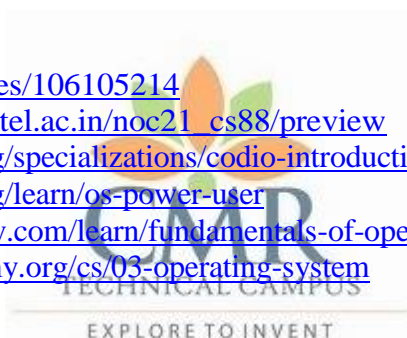 es/106105214
tel.ac.in/noc21_cs88/preview
g/specializations/codio-introducti
g/learn/os-power-user
y.com/learn/fundamentals-of-ope
ny.org/cs/03-operating-system
CMR
TECHNICAL CAMPUS
EXPLORE TO INVENT